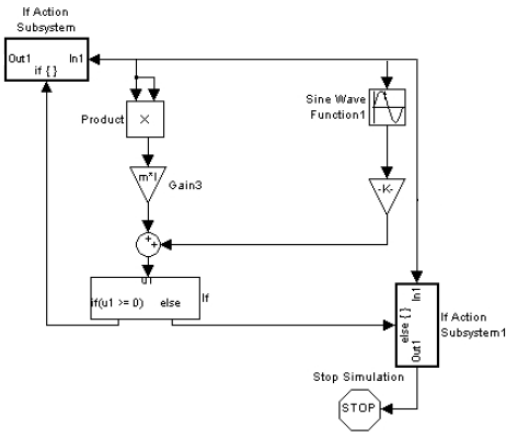 If Action
Subsystem
Out1 In1
if { }
Product
×
Sine Wave
Function1
m*l
Gain3
-K-
+
+
u1
if(u1 >= 0) else
If
In1
else { }
Out1
If Action
Subsystem1
Stop Simulation
STOP